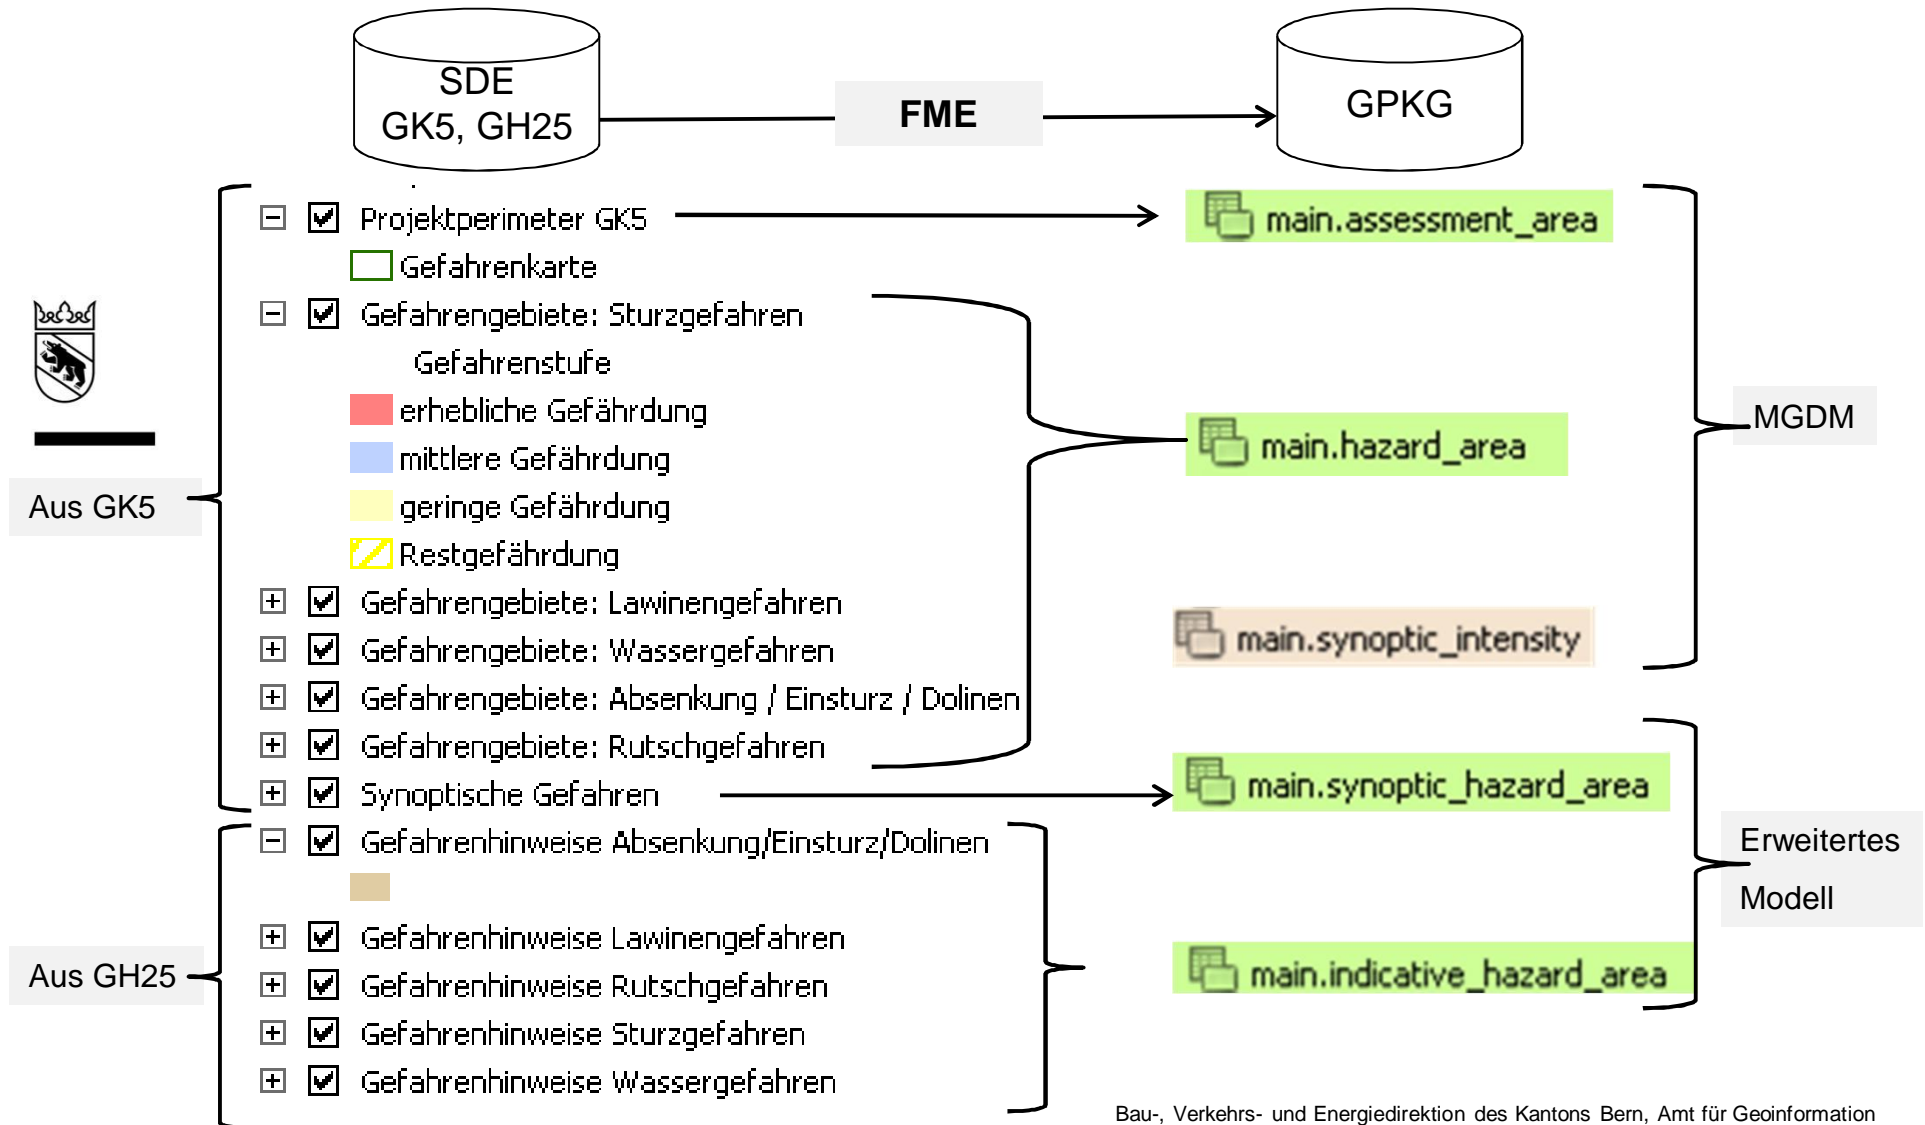 SDE
GK5, GH25
FME
GPKG
Projektperimeter GK5
main.assessment_area
Gefahrenkarte
Gefahrengebiete: Sturzgefahren
Gefahrenstufe
erhebliche Gefährdung
MGDM
main.hazard_area
mittlere Gefährdung
Aus GK5
geringe Gefährdung
Restgefährdung
Gefahrengebiete: Lawinengefahren
main.synoptic_intensity
Gefahrengebiete: Wassergefahren
Gefahrengebiete: Absenkung / Einsturz / Dolinen
Gefahrengebiete: Rutschgefahren
Synoptische Gefahren
main.synoptic_hazard_area
Gefahrenhinweise Absenkung/Einsturz/Dolinen
Erweitertes
Modell
Gefahrenhinweise Lawinengefahren
Aus GH25
main.indicative_hazard_area
Gefahrenhinweise Rutschgefahren
Gefahrenhinweise Sturzgefahren
Gefahrenhinweise Wassergefahren
Bau-, Verkehrs- und Energiedirektion des Kantons Bern, Amt für Geoinformation